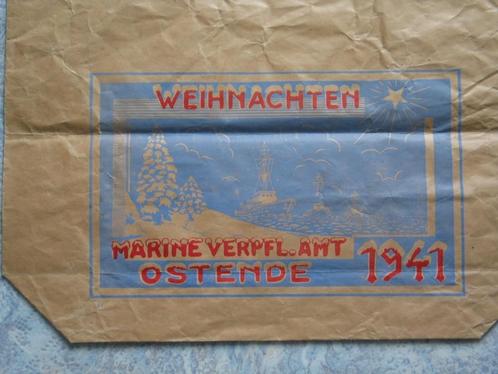 WEIHNACHTEN
MARINE VERPFL. AMT
OSTENDE 1941